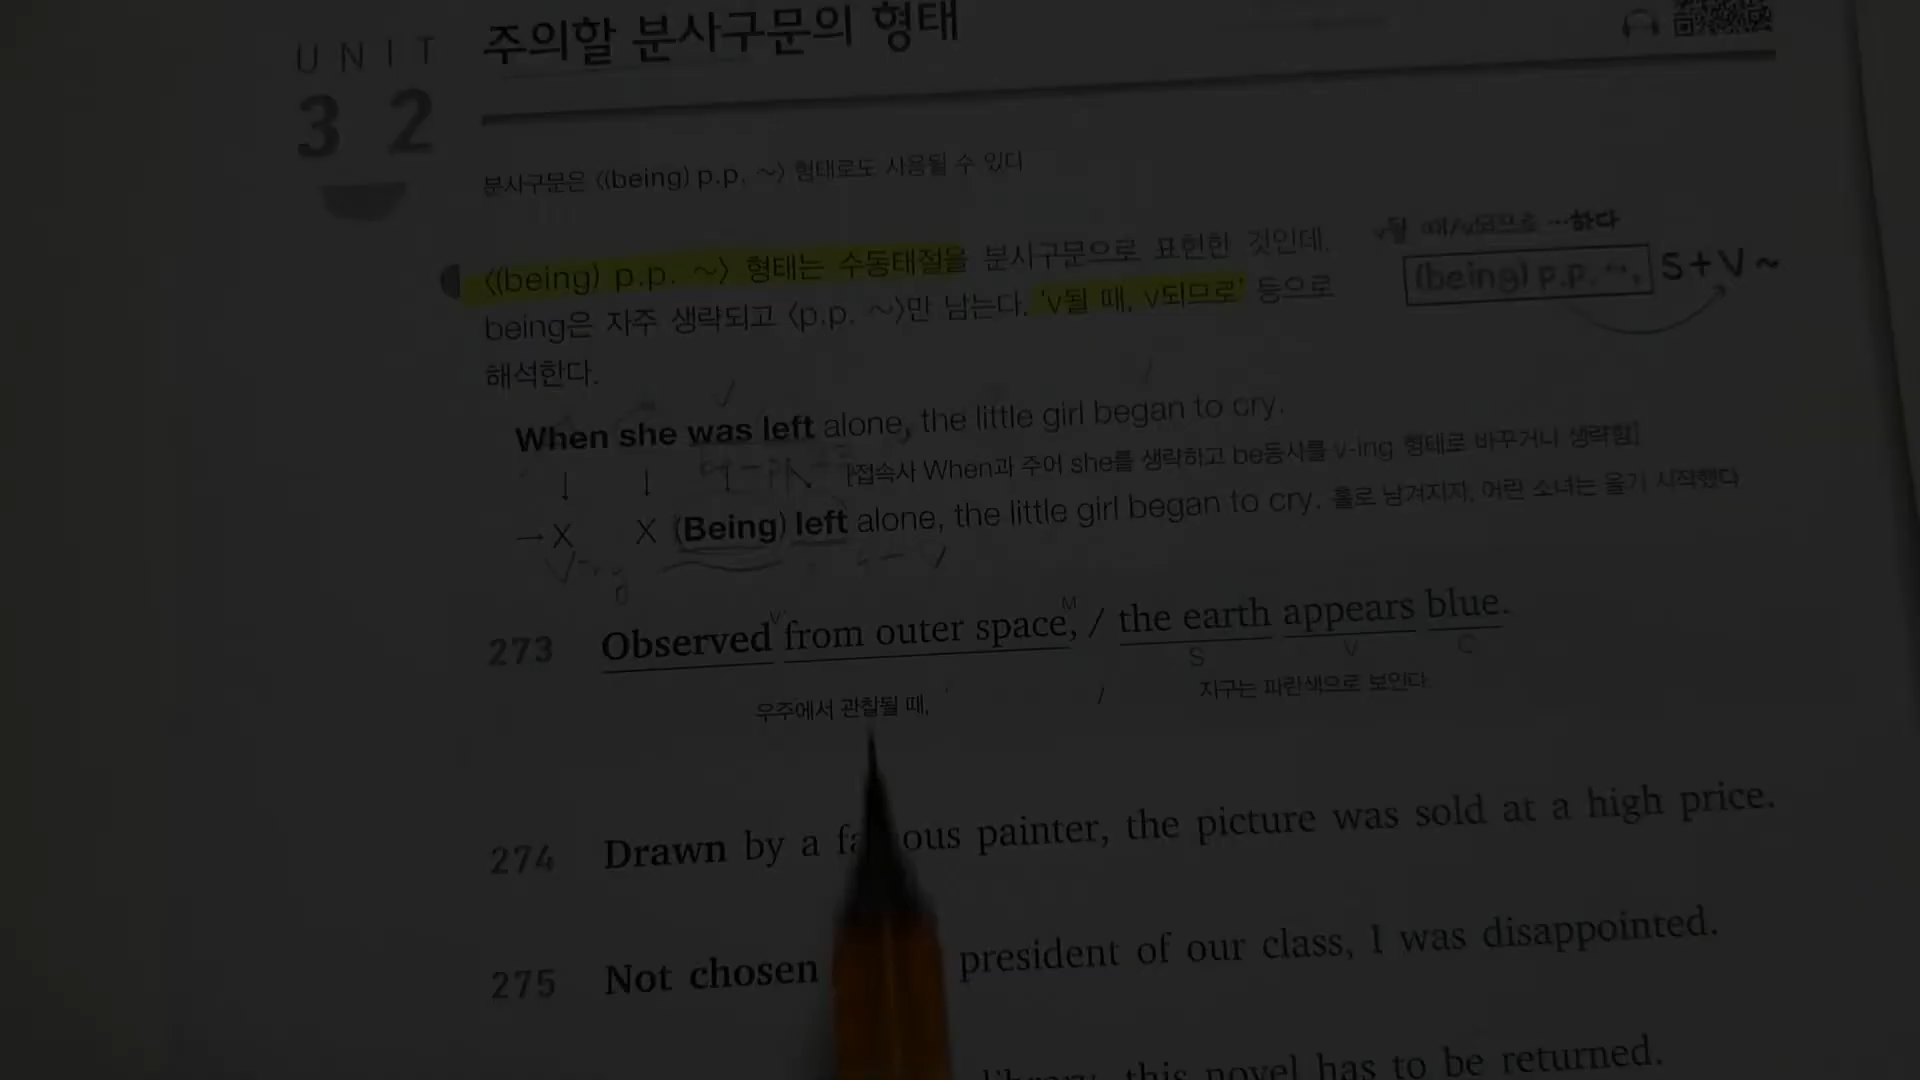 UNIT 주의할 분사구문의 형태
32
분사구문은 〈(being) p.p. ~〉 형태로도 사용될 수 있다
〈(being) p.p. ~〉 형태는 수동태절을 분사구문으로 표현한 것인데,
being은 자주 생략되고 〈p.p. ~〉만 남는다. ‘v될 때, v되므로’ 등으로
해석한다.
v될 때/v되므로 …하다
(being) p.p. ~, S+V ~
When she was left alone, the little girl began to cry.
↓ ↓ ↓ [접속사 When과 주어 she를 생략하고 be동사를 v-ing 형태로 바꾸거나 생략함]
→ X X (Being) left alone, the little girl began to cry. 홀로 남겨지자, 어린 소녀는 울기 시작했다
V-ing
273 Observed from outer space, / the earth appears blue.
V' M S V C
우주에서 관찰될 때, / 지구는 파란색으로 보인다.
274 Drawn by a fa ous painter, the picture was sold at a high price.
275 Not chosen president of our class, I was disappointed.
library, this novel has to be returned.